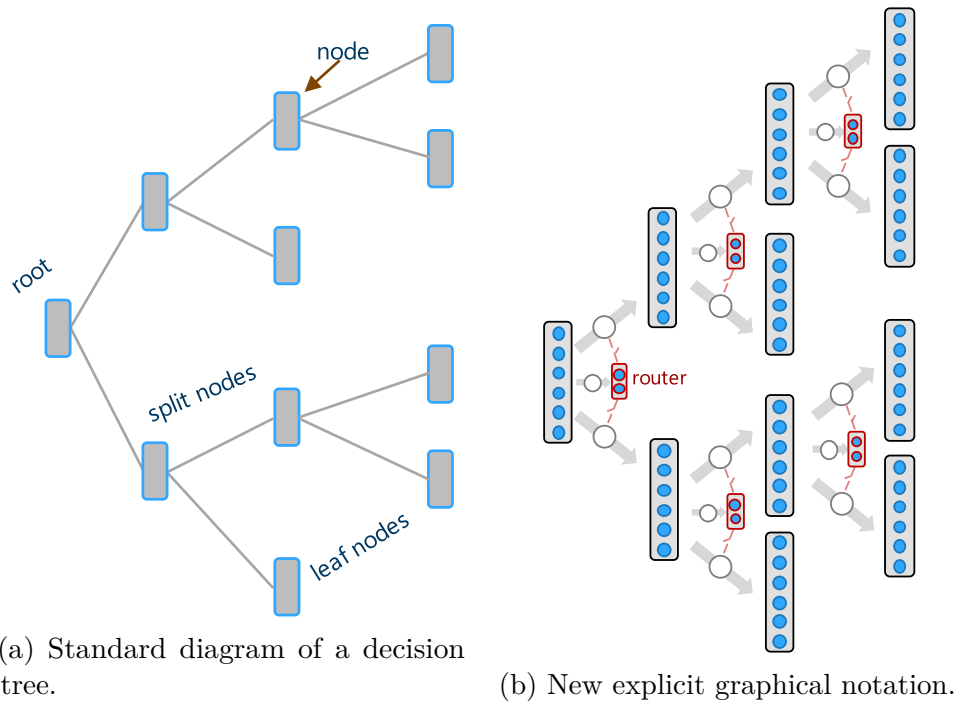 node
root
split nodes
leaf nodes
router
(a) Standard diagram of a decision
tree.
(b) New explicit graphical notation.